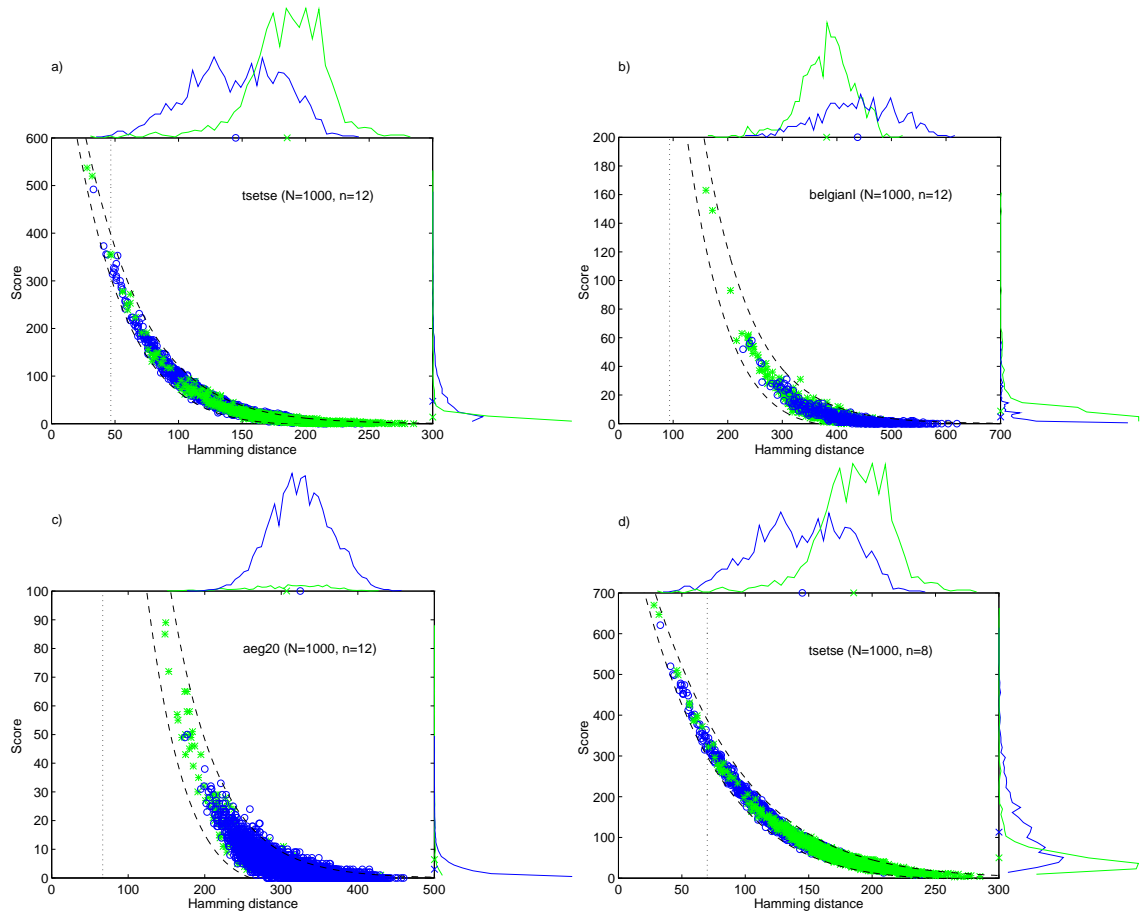 a)
600
500
400
300
200
100
0
Score
tsetse (N=1000, n=12)
0 50 100 150 200 250 300
Hamming distance
b)
200
180
160
140
120
100
80
60
40
20
0
Score
belgianI (N=1000, n=12)
0 100 200 300 400 500 600 700
Hamming distance
c)
100
90
80
70
60
50
40
30
20
10
0
Score
aeg20 (N=1000, n=12)
0 100 200 300 400 500
Hamming distance
d)
700
600
500
400
300
200
100
0
Score
tsetse (N=1000, n=8)
0 50 100 150 200 250 300
Hamming distance